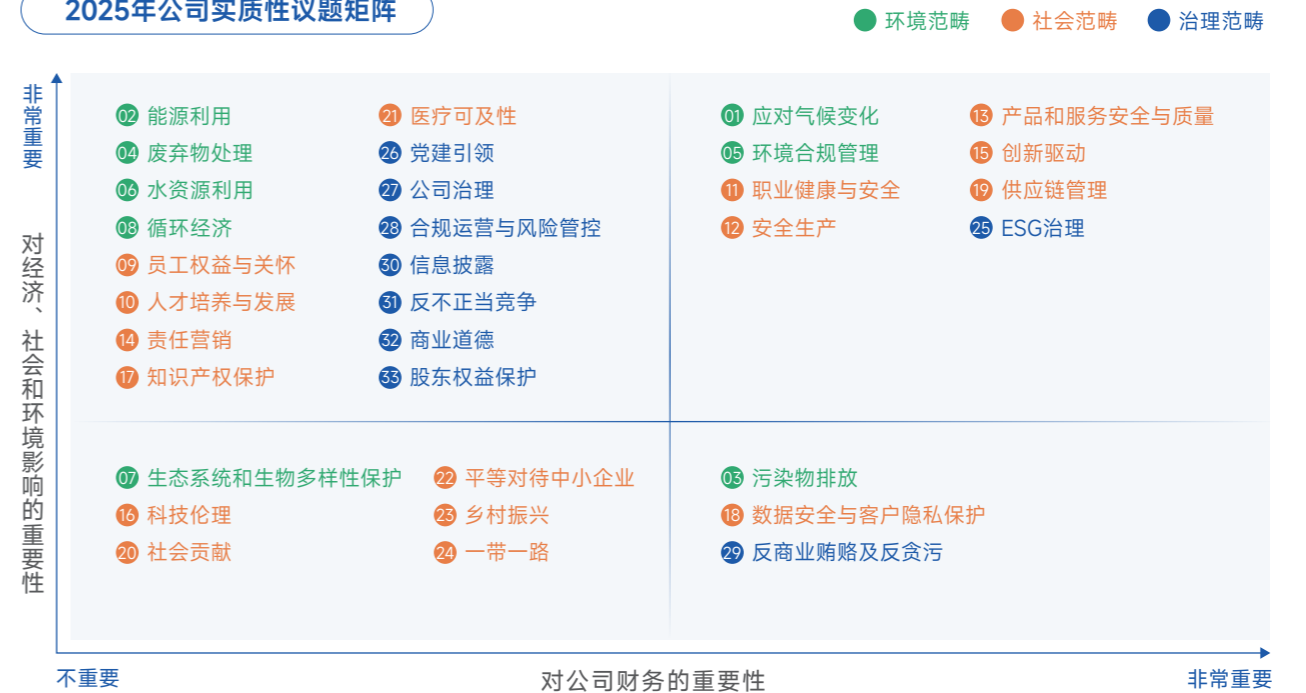 2025年公司实质性议题矩阵
环境范畴 社会范畴 治理范畴
非常重要
对经济、社会和环境影响的重要性
02 能源利用
04 废弃物处理
06 水资源利用
08 循环经济
09 员工权益与关怀
10 人才培养与发展
14 责任营销
17 知识产权保护
21 医疗可及性
26 党建引领
27 公司治理
28 合规运营与风险管控
30 信息披露
31 反不正当竞争
32 商业道德
33 股东权益保护
01 应对气候变化
05 环境合规管理
11 职业健康与安全
12 安全生产
13 产品和服务安全与质量
15 创新驱动
19 供应链管理
25 ESG治理
07 生态系统和生物多样性保护
16 科技伦理
20 社会贡献
22 平等对待中小企业
23 乡村振兴
24 一带一路
03 污染物排放
18 数据安全与客户隐私保护
29 反商业贿赂及反贪污
不重要 对公司财务的重要性 非常重要